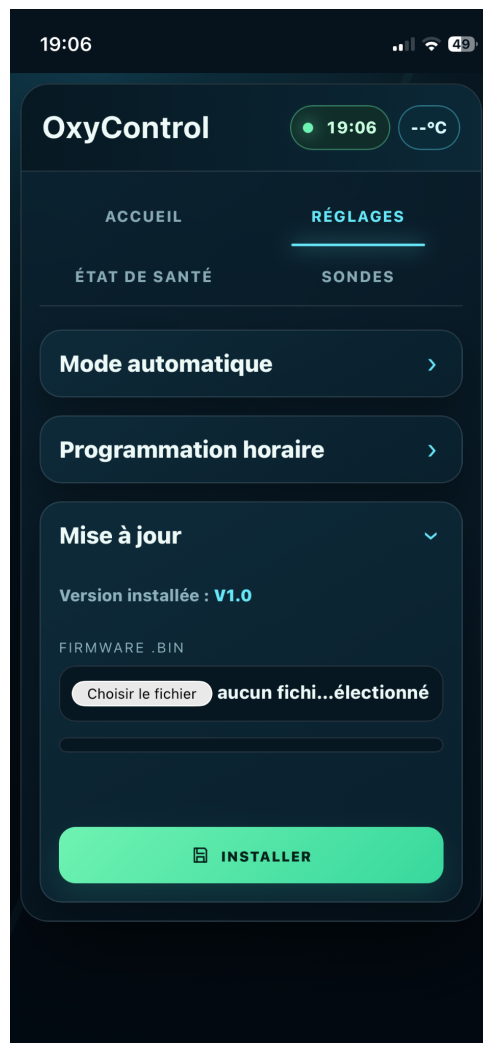 19:06
49
OxyControl
19:06
--°C
ACCUEIL
RÉGLAGES
ÉTAT DE SANTÉ
SONDES
Mode automatique
Programmation horaire
Mise à jour
Version installée : V1.0
FIRMWARE .BIN
Choisir le fichier aucun fichi...électionné
INSTALLER